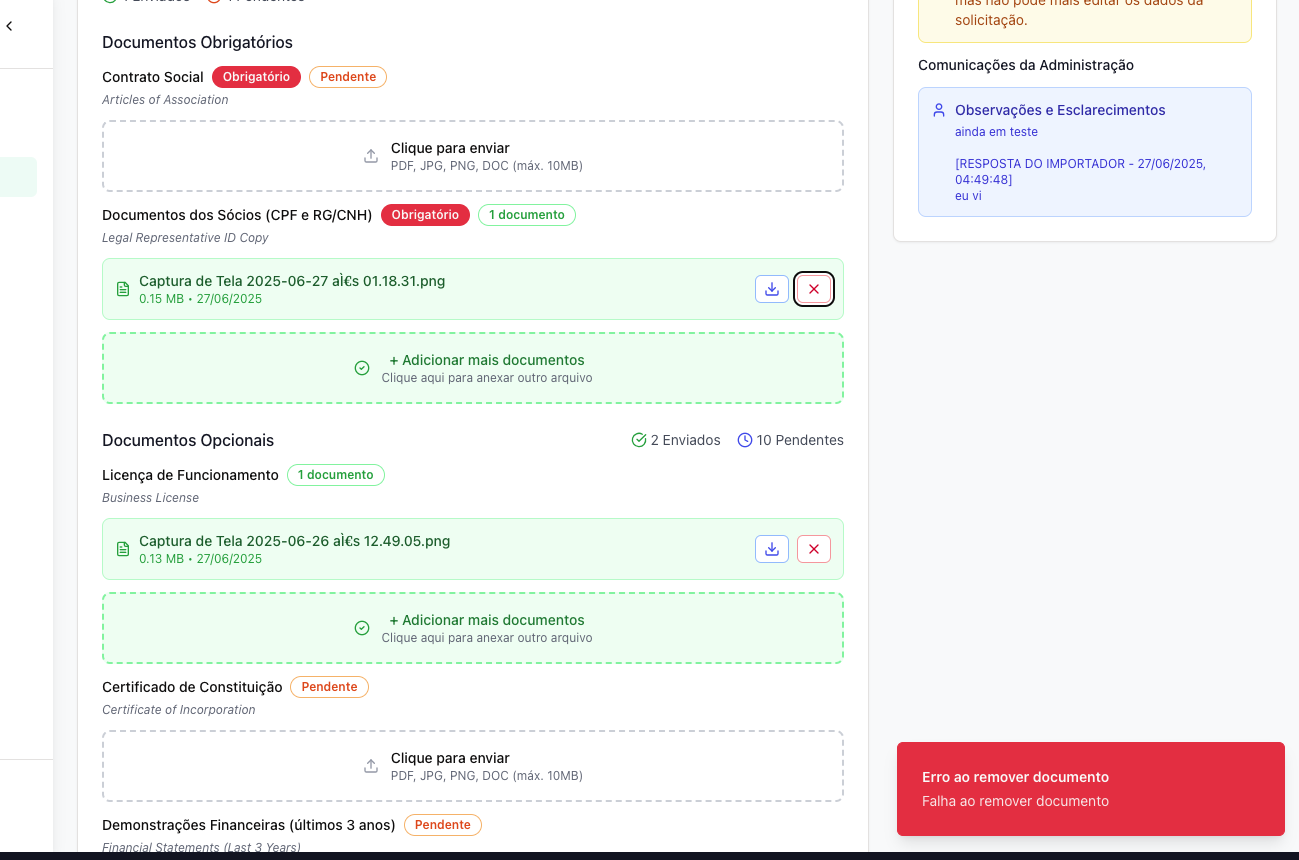 Documentos Obrigatórios
Contrato Social Obrigatório Pendente
Articles of Association
Clique para enviar
PDF, JPG, PNG, DOC (máx. 10MB)
Documentos dos Sócios (CPF e RG/CNH) Obrigatório 1 documento
Legal Representative ID Copy
Captura de Tela 2025-06-27 aÌ€s 01.18.31.png
0.15 MB • 27/06/2025
+ Adicionar mais documentos
Clique aqui para anexar outro arquivo
Documentos Opcionais 2 Enviados 10 Pendentes
Licença de Funcionamento 1 documento
Business License
Captura de Tela 2025-06-26 aÌ€s 12.49.05.png
0.13 MB • 27/06/2025
+ Adicionar mais documentos
Clique aqui para anexar outro arquivo
Certificado de Constituição Pendente
Certificate of Incorporation
Clique para enviar
PDF, JPG, PNG, DOC (máx. 10MB)
Demonstrações Financeiras (últimos 3 anos) Pendente
Financial Statements (Last 3 Years)
mas não pode mais editar os dados da
solicitação.
Comunicações da Administração
Observações e Esclarecimentos
ainda em teste
[RESPOSTA DO IMPORTADOR - 27/06/2025,
04:49:48]
eu vi
Erro ao remover documento
Falha ao remover documento